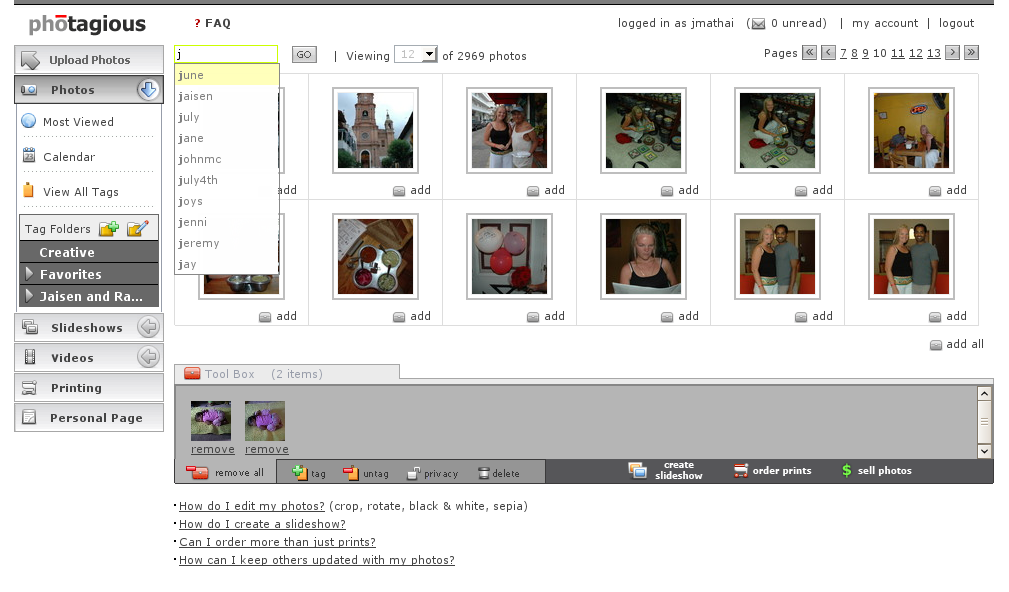 photagious
? FAQ
logged in as jmathai ( 0 unread) | my account | logout
Upload Photos
Photos
Most Viewed
Calendar
View All Tags
Tag Folders
Creative
Favorites
Jaisen and Ra...
Slideshows
Videos
Printing
Personal Page
j
GO
| Viewing 12 of 2969 photos
Pages « ‹ 7 8 9 10 11 12 13 › »
june
jaisen
july
jane
johnmc
july4th
joys
jenni
jeremy
jay
add
add
add
add
add
add
add
add
add
add
add
add
add all
Tool Box (2 items)
remove
remove
remove all
tag
untag
privacy
delete
create
slideshow
order prints
$ sell photos
How do I edit my photos? (crop, rotate, black & white, sepia)
How do I create a slideshow?
Can I order more than just prints?
How can I keep others updated with my photos?